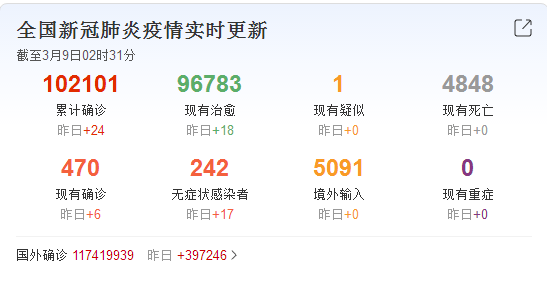 全国新冠肺炎疫情实时更新
截至3月9日02时31分
102101 96783 1 4848
累计确诊 现有治愈 现有疑似 现有死亡
昨日+24 昨日+18 昨日+0 昨日+0
470 242 5091 0
现有确诊 无症状感染者 境外输入 现有重症
昨日+6 昨日+17 昨日+0 昨日+0
国外确诊 117419939 昨日 +397246